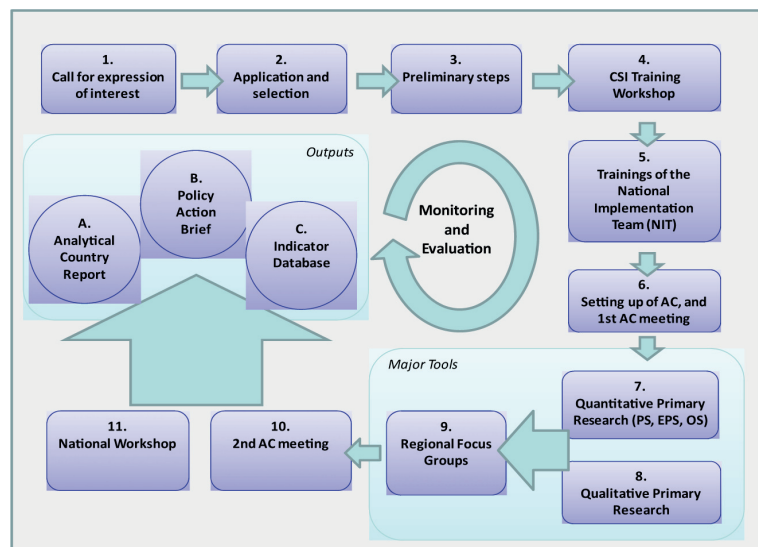 1.
Call for expression
of interest
2.
Application and
selection
3.
Preliminary steps
4.
CSI Training
Workshop
Outputs
A.
Analytical
Country
Report
B.
Policy
Action
Brief
C.
Indicator
Database
Monitoring
and
Evaluation
5.
Trainings of the
National
Implementation
Team (NIT)
6.
Setting up of AC, and
1st AC meeting
Major Tools
7.
Quantitative Primary
Research (PS, EPS, OS)
8.
Qualitative Primary
Research
9.
Regional Focus
Groups
10.
2nd AC meeting
11.
National Workshop